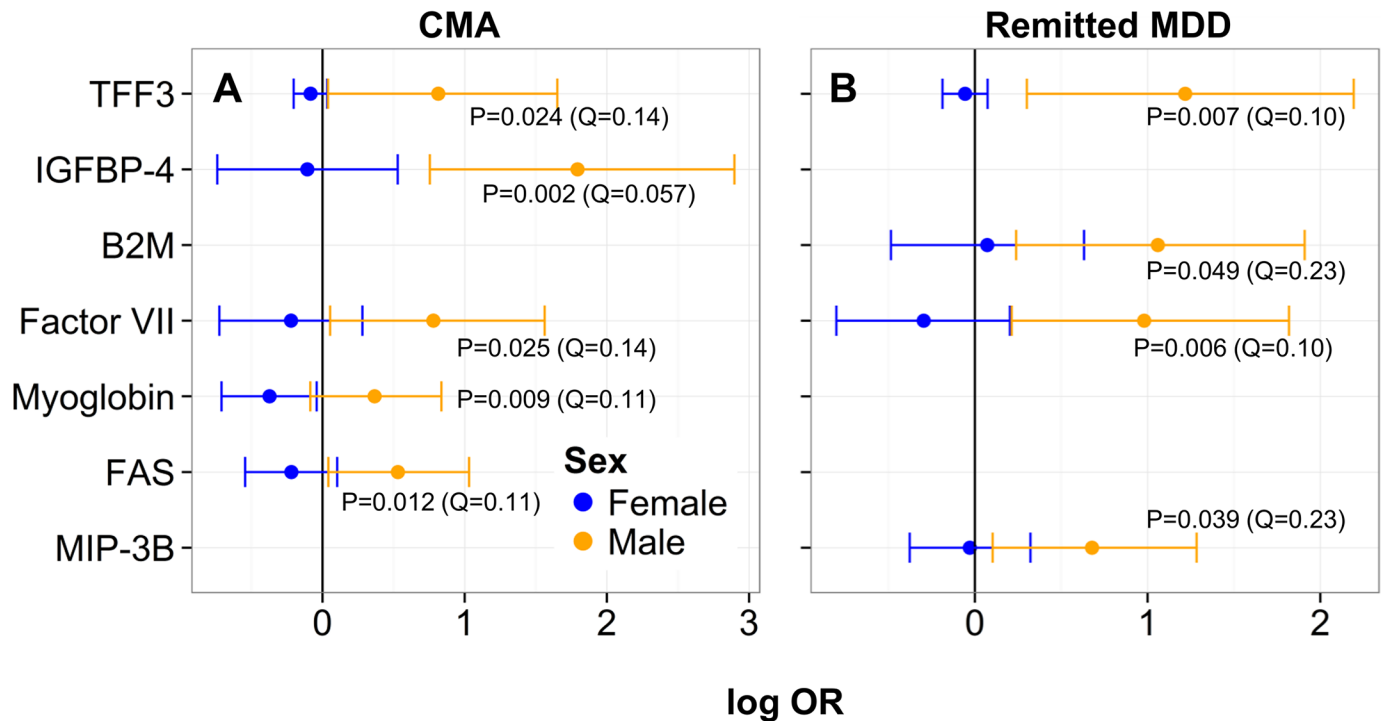 CMA
Remitted MDD
A
B
TFF3
P=0.024 (Q=0.14)
P=0.007 (Q=0.10)
IGFBP-4
P=0.002 (Q=0.057)
B2M
P=0.049 (Q=0.23)
Factor VII
P=0.025 (Q=0.14)
P=0.006 (Q=0.10)
Myoglobin
P=0.009 (Q=0.11)
FAS
P=0.012 (Q=0.11)
Sex
Female
Male
MIP-3B
P=0.039 (Q=0.23)
0 1 2 3
0 1 2
log OR